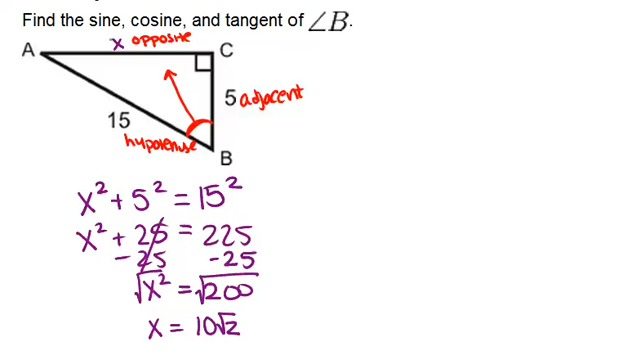 Find the sine, cosine, and tangent of ∠B.
x opposite
A C
5 adjacent
15
hypotenuse
B
x² + 5² = 15²
x² + 25 = 225
- 25 - 25
√x² = √200
x = 10√2